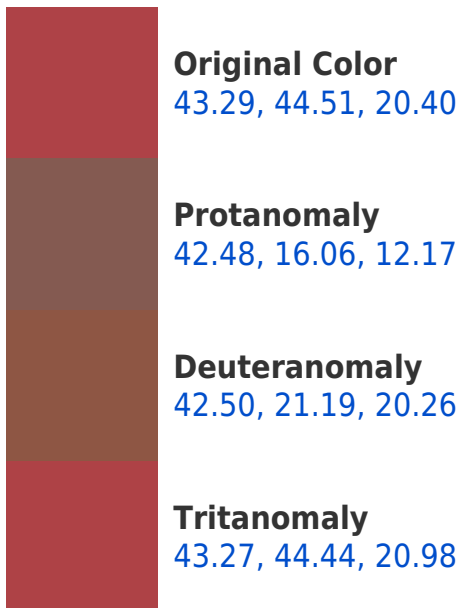 Original Color
43.29, 44.51, 20.40
Protanomaly
42.48, 16.06, 12.17
Deuteranomaly
42.50, 21.19, 20.26
Tritanomaly
43.27, 44.44, 20.98